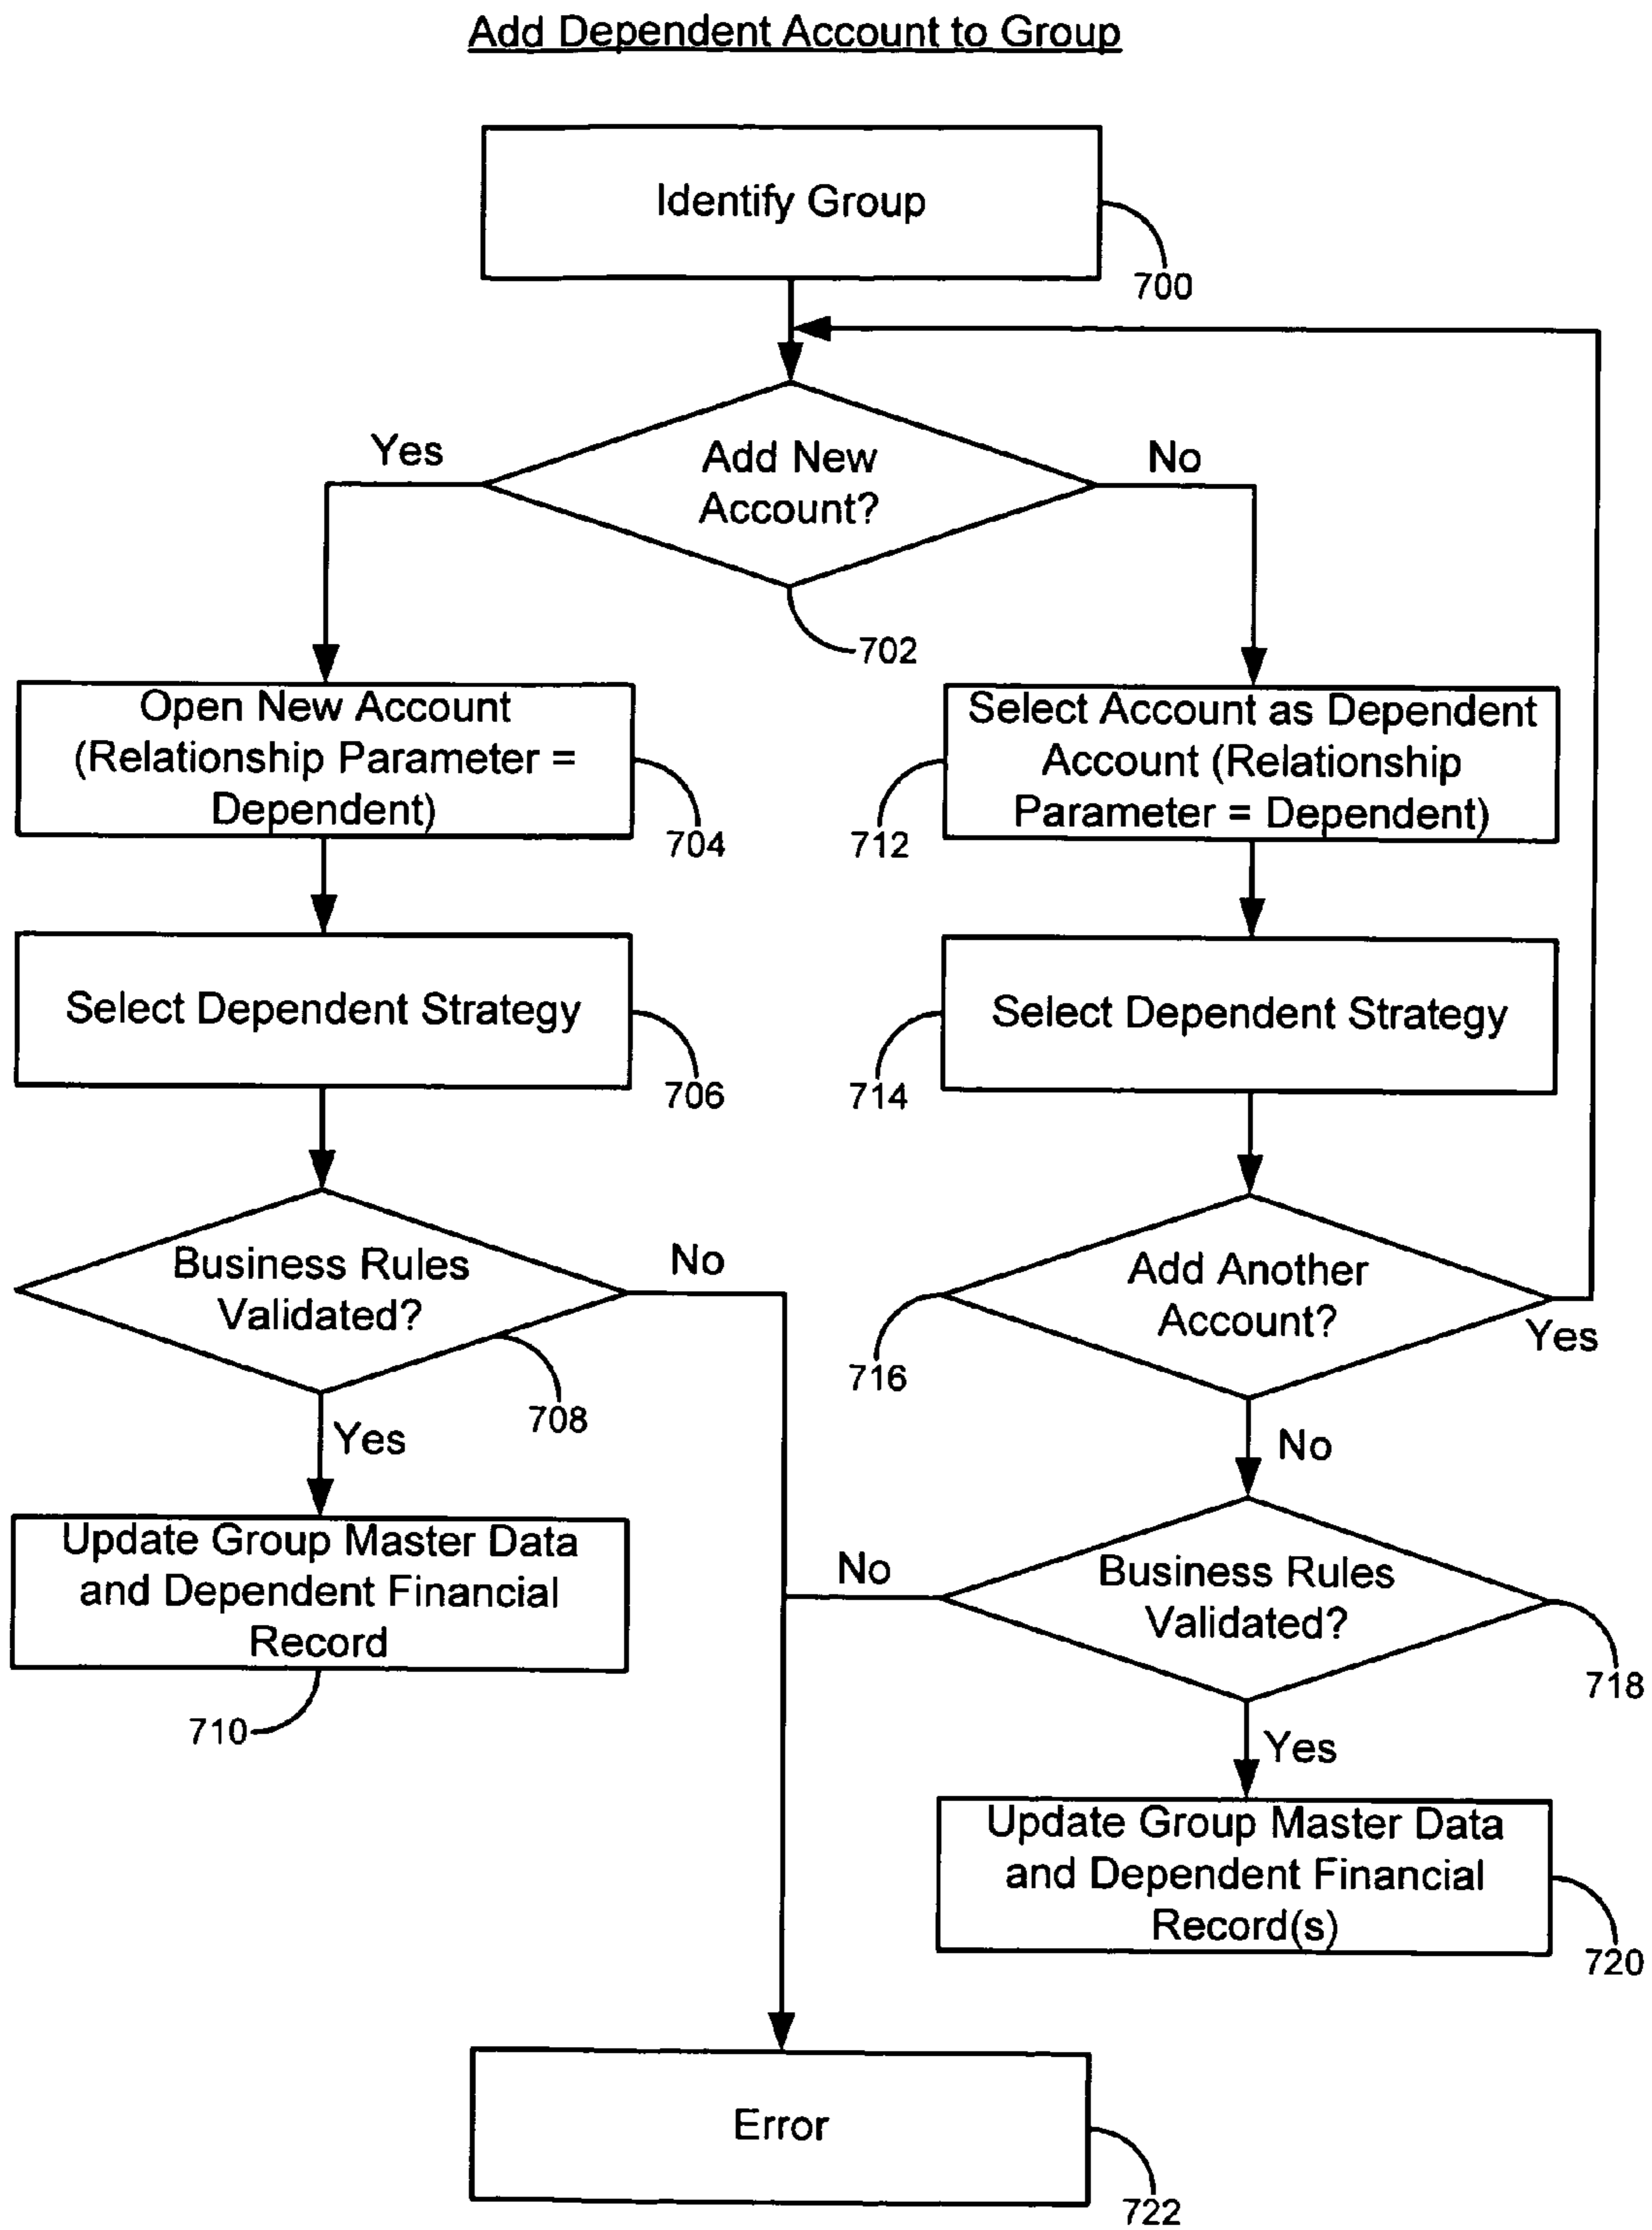 Add Dependent Account to Group
Identify Group
700
Yes
Add New
Account?
No
702
Open New Account
(Relationship Parameter =
Dependent)
704
Select Account as Dependent
Account (Relationship
Parameter = Dependent)
712
Select Dependent Strategy
706
Select Dependent Strategy
714
Business Rules
Validated?
No
708
Yes
Add Another
Account?
Yes
716
No
Update Group Master Data
and Dependent Financial
Record
710
No
Business Rules
Validated?
718
Yes
Update Group Master Data
and Dependent Financial
Record(s)
720
Error
722